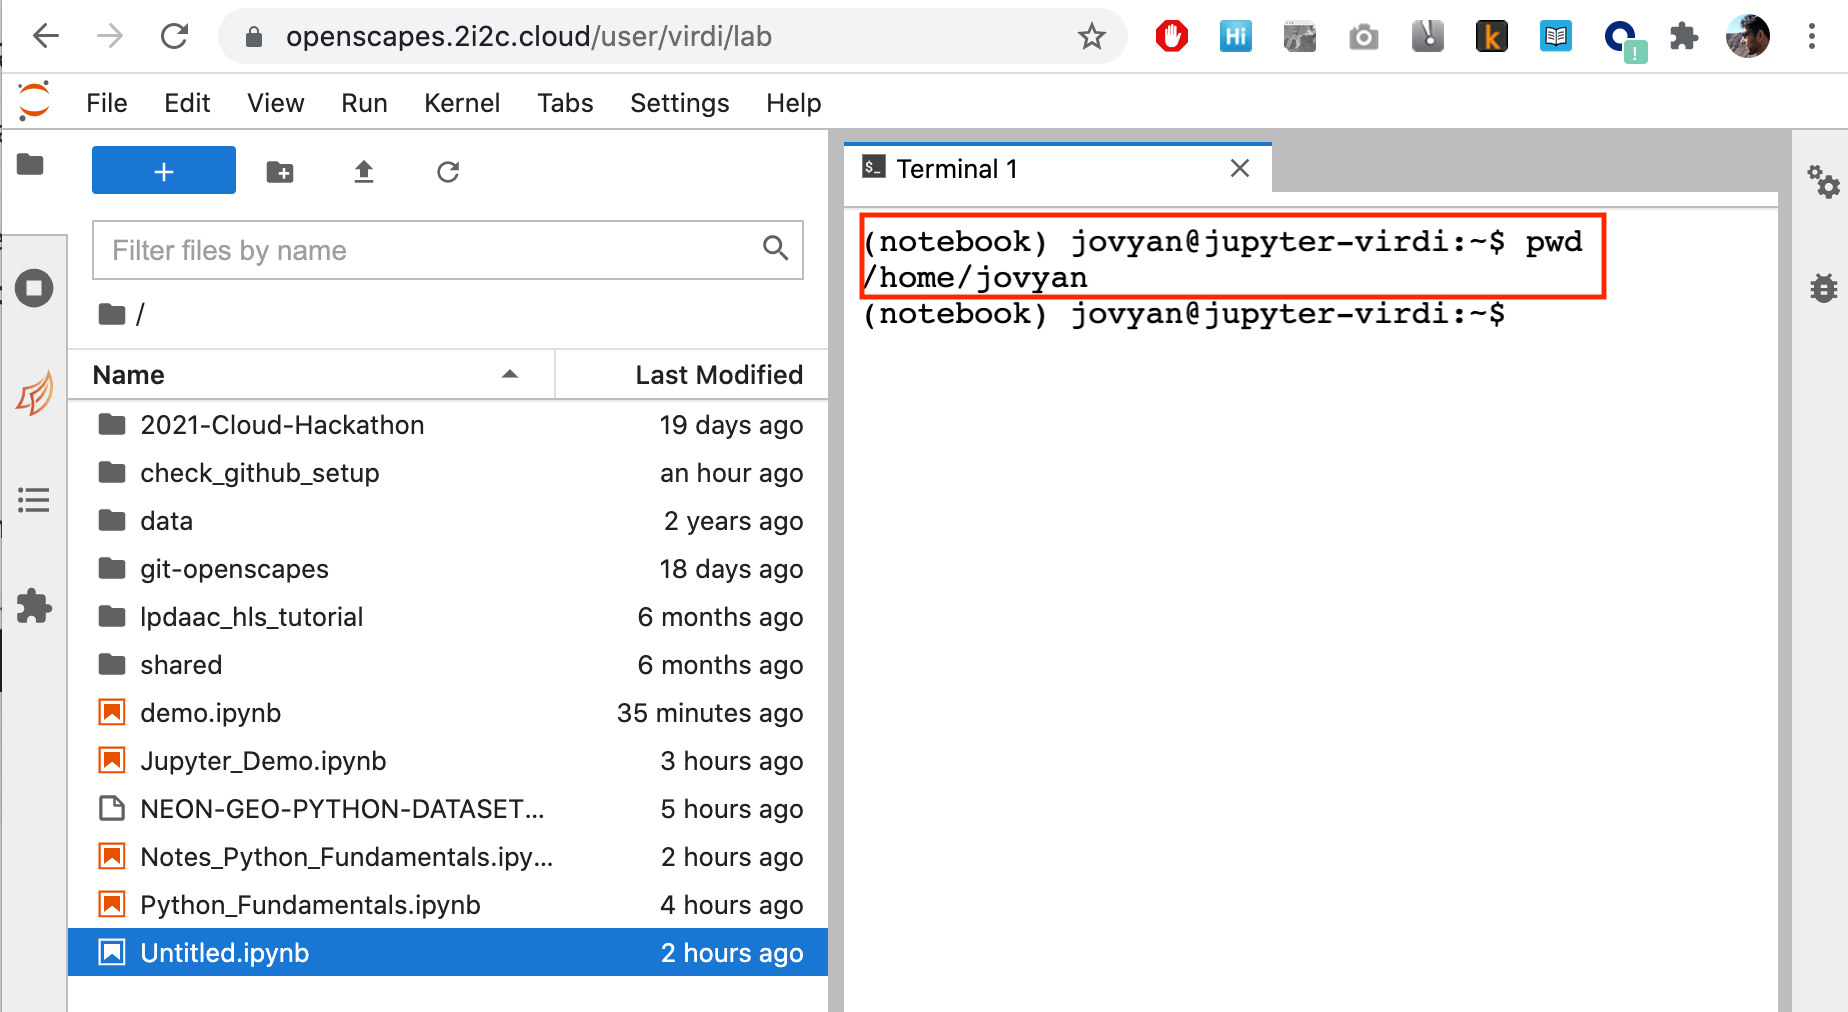 openscapes.2i2c.cloud/user/virdi/lab
Hi
k
!
File Edit View Run Kernel Tabs Settings Help
+
Filter files by name
/
Name Last Modified
2021-Cloud-Hackathon 19 days ago
check_github_setup an hour ago
data 2 years ago
git-openscapes 18 days ago
lpdaac_hls_tutorial 6 months ago
shared 6 months ago
demo.ipynb 35 minutes ago
Jupyter_Demo.ipynb 3 hours ago
NEON-GEO-PYTHON-DATASET... 5 hours ago
Notes_Python_Fundamentals.ipy... 2 hours ago
Python_Fundamentals.ipynb 4 hours ago
Untitled.ipynb 2 hours ago
$_ Terminal 1
(notebook) jovyan@jupyter-virdi:~$ pwd
/home/jovyan
(notebook) jovyan@jupyter-virdi:~$